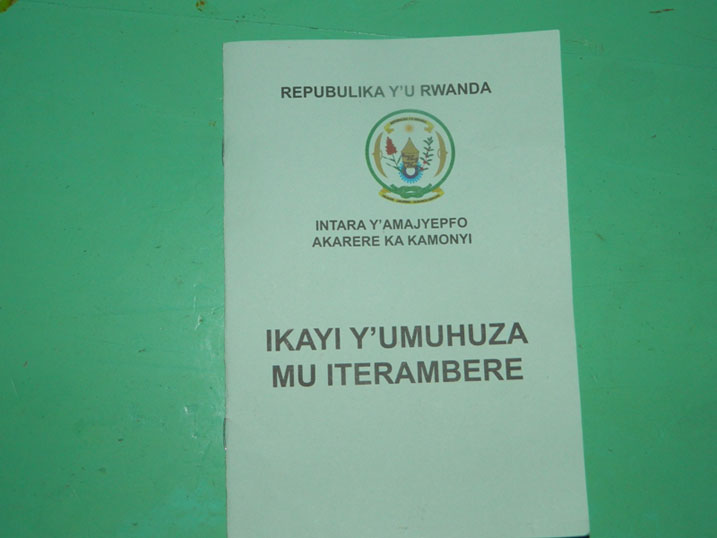 REPUBULIKA Y'U RWANDA
INTARA Y'AMAJYEPFO
AKARERE KA KAMONYI
IKAYI Y'UMUHUZA
MU ITERAMBERE